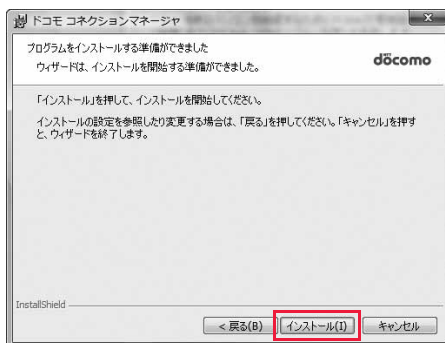 ドコモ コネクションマネージャ
プログラムをインストールする準備ができました
ウィザードは、インストールを開始する準備ができました。
NTT
döcomo
「インストール」を押して、インストールを開始してください。
インストールの設定を参照したり変更する場合は、「戻る」を押してください。「キャンセル」を押す
と、ウィザードを終了します。
InstallShield
< 戻る(B)
インストール(I)
キャンセル